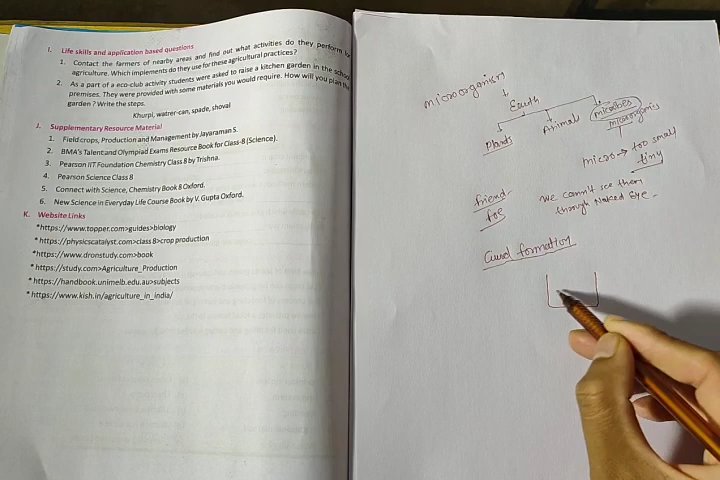 I. Life skills and application based questions
1. Contact the farmers of nearby areas and find out what activities do they perform for
agriculture. Which implements do they use for these agricultural practices?
2. As a part of a eco-club activity students were asked to raise a kitchen garden in the school
premises. They were provided with some materials you would require. How will you plan the
garden ? Write the steps.
Khurpi, watrer-can, spade, shoval
J. Supplementary Resource Material
1. Field crops, Production and Management by Jayaraman S.
2. BMA's Talent and Olympiad Exams Resource Book for Class-8 (Science).
3. Pearson IIT Foundation Chemistry Class 8 by Trishna.
4. Pearson Science Class 8
5. Connect with Science, Chemistry Book 8 Oxford.
6. New Science in Everyday Life Course Book by V. Gupta Oxford.
K. Website Links
*https://www.topper.com>guides>biology
*https://physicscatalyst.com>class 8>crop production
*https://www.dronstudy.com>book
*https://study.com>Agriculture_Production
*https://handbook.unimelb.edu.au>subjects
*https://www.kish.in/agriculture_in_india/
microorganism
Earth
Plants Animal microbes
micro → too small
tiny
friend
foe
we cann't see them
through Naked Eye.
Curd formation